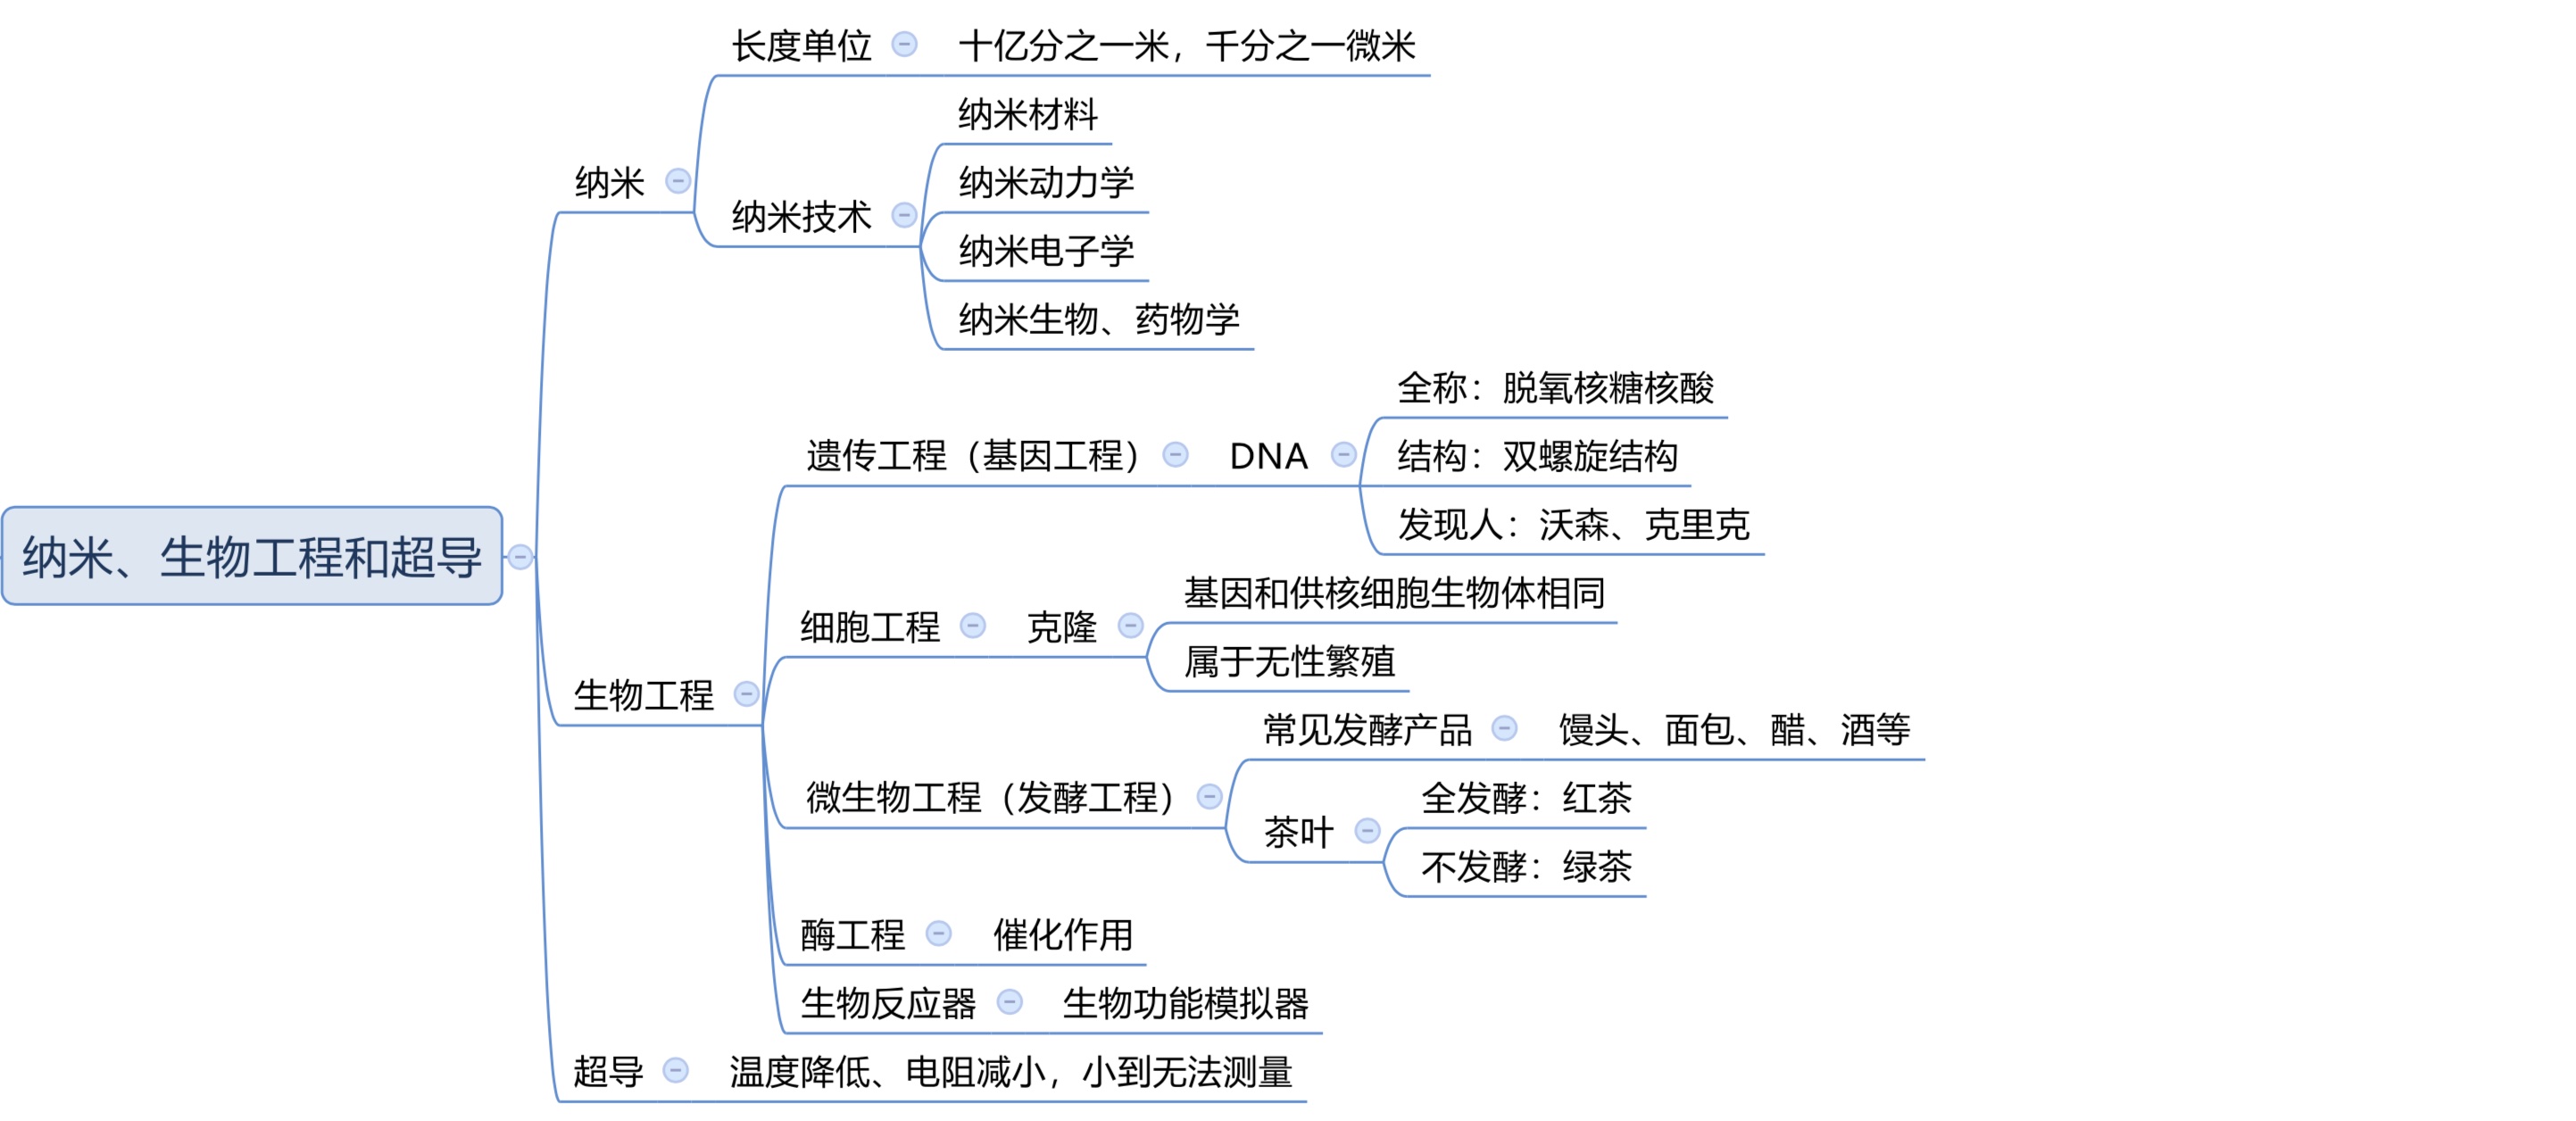 纳米、生物工程和超导
纳米
长度单位
十亿分之一米，千分之一微米
纳米技术
纳米材料
纳米动力学
纳米电子学
纳米生物、药物学
生物工程
遗传工程（基因工程）
DNA
全称：脱氧核糖核酸
结构：双螺旋结构
发现人：沃森、克里克
细胞工程
克隆
基因和供核细胞生物体相同
属于无性繁殖
微生物工程（发酵工程）
常见发酵产品
馒头、面包、醋、酒等
茶叶
全发酵：红茶
不发酵：绿茶
酶工程
催化作用
生物反应器
生物功能模拟器
超导
温度降低、电阻减小，小到无法测量